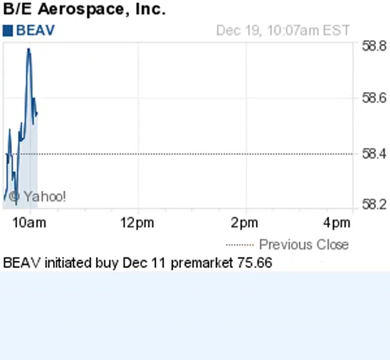 B/E Aerospace, Inc.
BEAV Dec 19, 10:07am EST
58.8
58.6
58.4
58.2
© Yahoo!
10am 12pm 2pm 4pm
Previous Close
BEAV initiated buy Dec 11 premarket 75.66